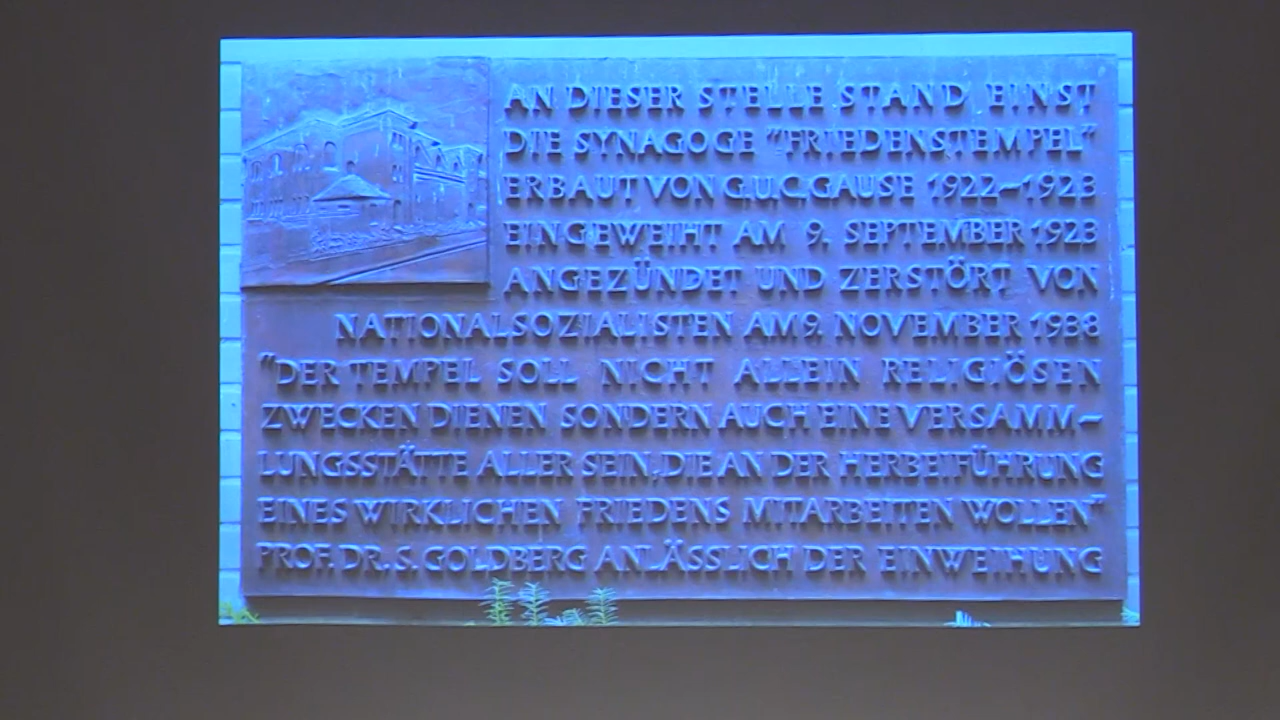 AN DIESER STELLE STAND EINST
DIE SYNAGOGE "FRIEDENSTEMPEL"
ERBAUT VON G.U.C. GAUSE 1922-1923
EINGEWEIHT AM 9. SEPTEMBER 1923
ANGEZÜNDET UND ZERSTÖRT VON
NATIONALSOZIALISTEN AM 9. NOVEMBER 1938
"DER TEMPEL SOLL NICHT ALLEIN RELIGIÖSEN
ZWECKEN DIENEN SONDERN AUCH EINE VERSAMM-
LUNGSSTÄTTE ALLER SEIN, DIE AN DER HERBEIFÜHRUNG
EINES WIRKLICHEN FRIEDENS MITARBEITEN WOLLEN"
PROF. DR. S. GOLDBERG ANLÄSSLICH DER EINWEIHUNG